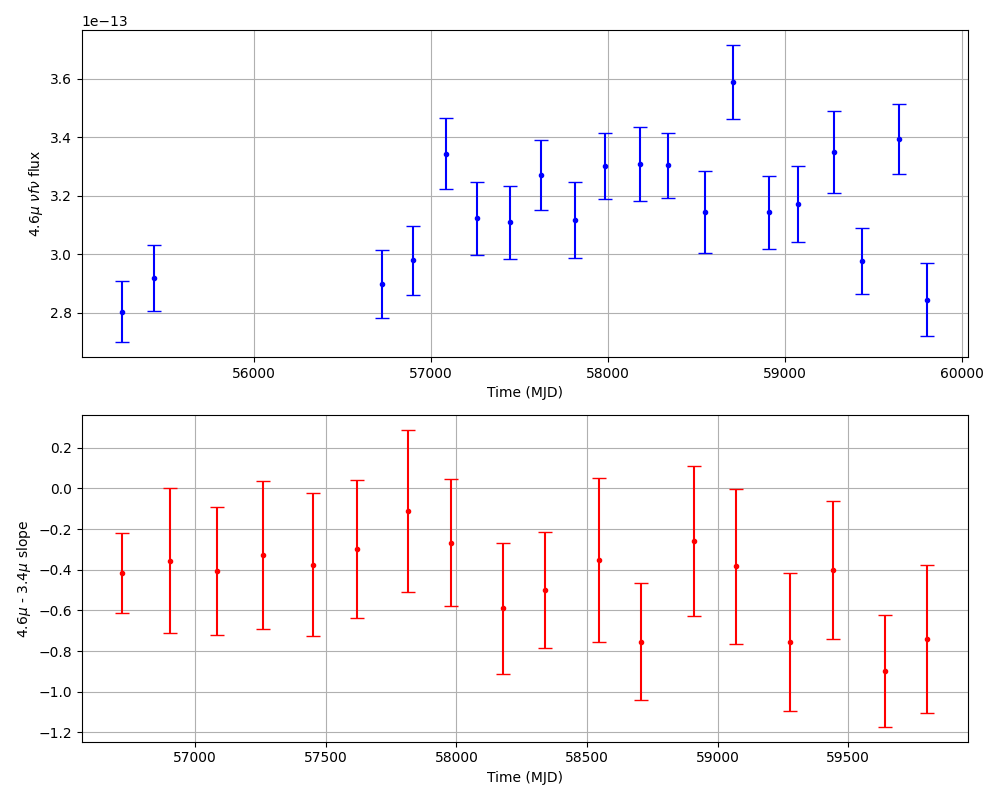 1e−13
4.6μ νfν flux
3.6
3.4
3.2
3.0
2.8
56000 57000 58000 59000 60000
Time (MJD)
4.6μ - 3.4μ slope
0.2
0.0
−0.2
−0.4
−0.6
−0.8
−1.0
−1.2
57000 57500 58000 58500 59000 59500
Time (MJD)